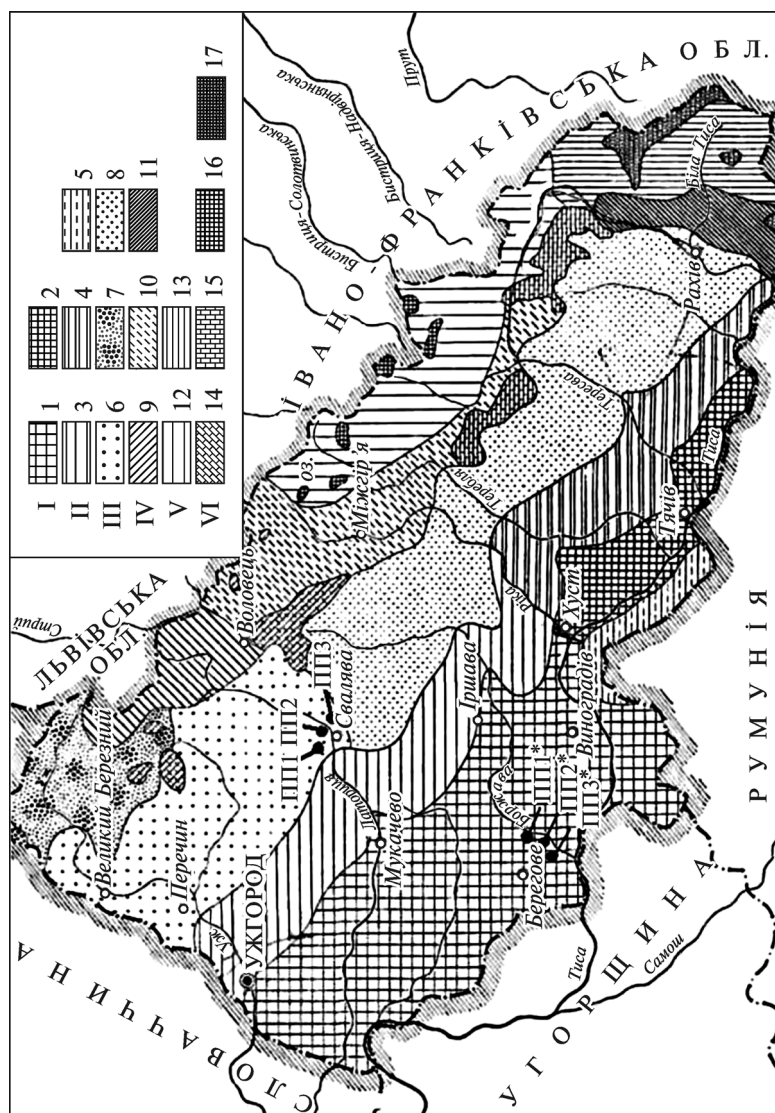 I
II
III
IV
V
VI
1
2
3
4
5
6
7
8
9
10
11
12
13
14
15
16
17
СЛОВАЧЧИНА
ЛЬВІВСЬКА
ОБЛ.
ІВАНО-ФРАНКІВСЬКА ОБЛ.
УГОРЩИНА
РУМУНІЯ
Стрий
Бистриця-Солотвинська
Бистриця-Надвірнянська
Прут
Великий Березний
Перечин
Уж
УЖГОРОД
Воловець
ПП1
ПП2
ПП3
Свалява
Латориця
Мукачево
Міжгір'я
оз.
Іршава
Боржава
Берегове
ПП1*
ПП2*
ПП3*
Виноградів
Ріка
Хуст
Теребля
Тересва
Тячів
Тиса
Рахів
Біла Тиса
Тиса
Самош